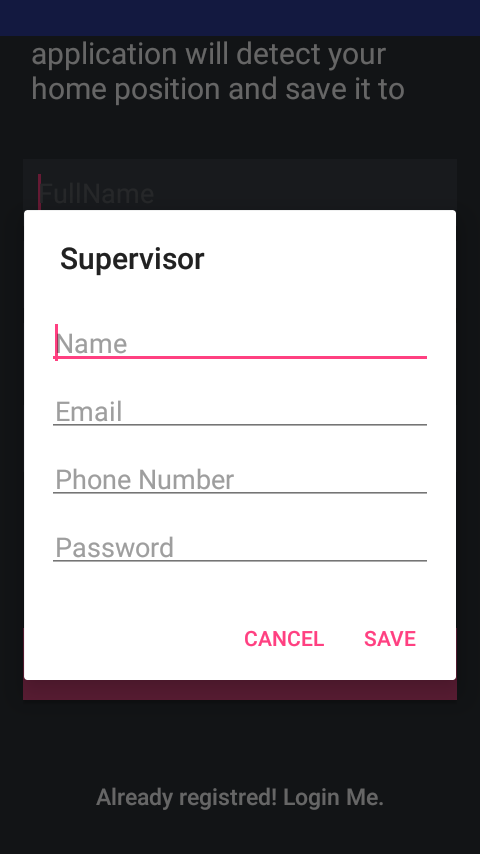 application will detect your
home position and save it to
FullName
Supervisor
Name
Email
Phone Number
Password
CANCEL SAVE
Already registred! Login Me.